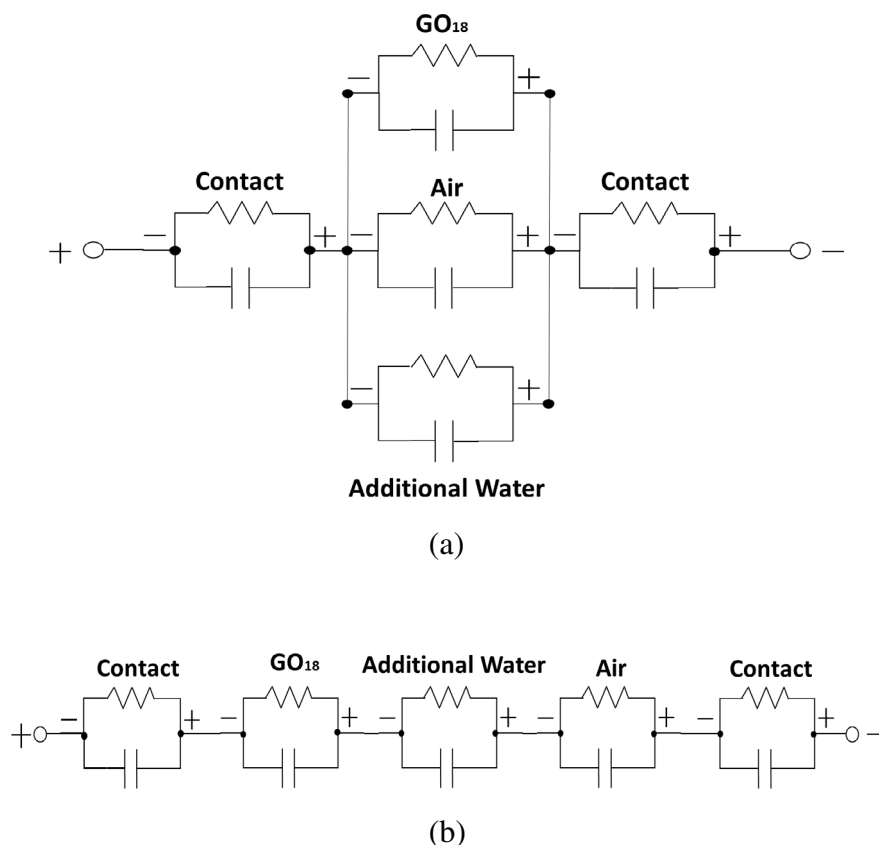 GO₁₈
− +
Contact Air Contact
+ − + − + − + −
− +
Additional Water
(a)
Contact GO₁₈ Additional Water Air Contact
+ − + − + − + − + − + −
(b)